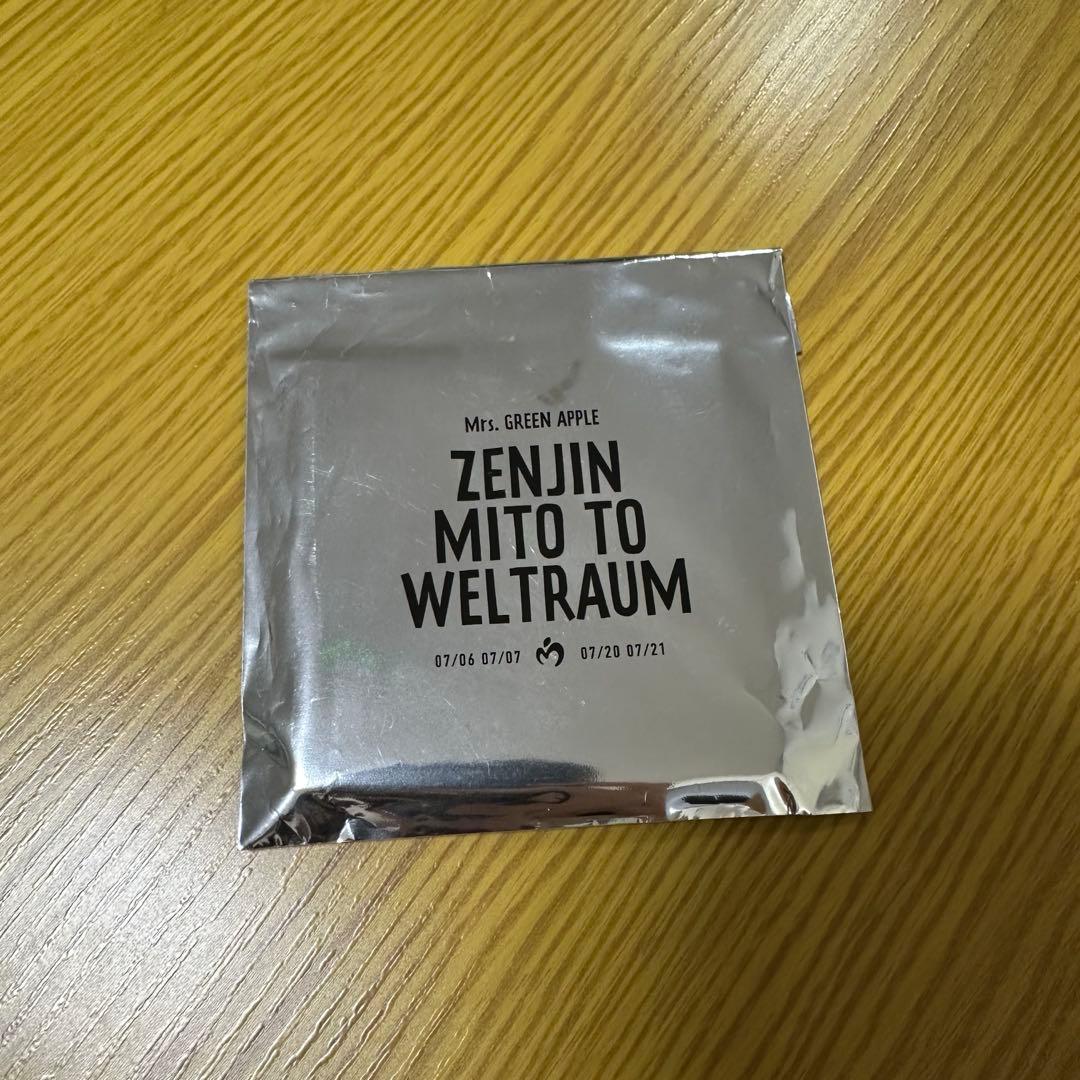 Mrs. GREEN APPLE
ZENJIN
MITO TO
WELTRAUM
07/06 07/07 07/20 07/21